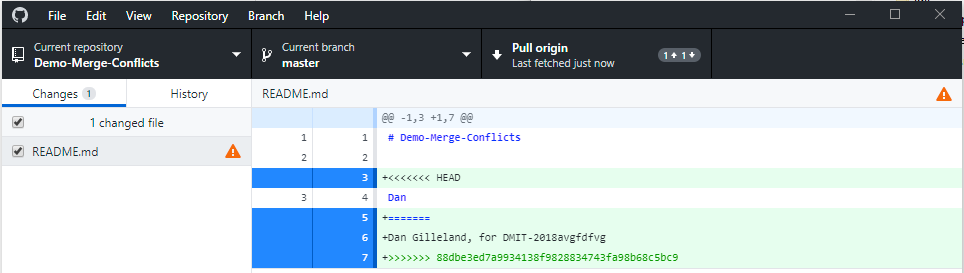 File Edit View Repository Branch Help
Current repository
Demo-Merge-Conflicts
Current branch
master
Pull origin
Last fetched just now
1 1
Changes 1
History
README.md
1 changed file
README.md
@@ -1,3 +1,7 @@
1 1 # Demo-Merge-Conflicts
2 2
3 +<<<<<<< HEAD
3 4 Dan
5 +=======
6 +Dan Gilleland, for DMIT-2018avgfdfvg
7 +>>>>>>> 88dbe3ed7a9934138f9828834743fa98b68c5bc9